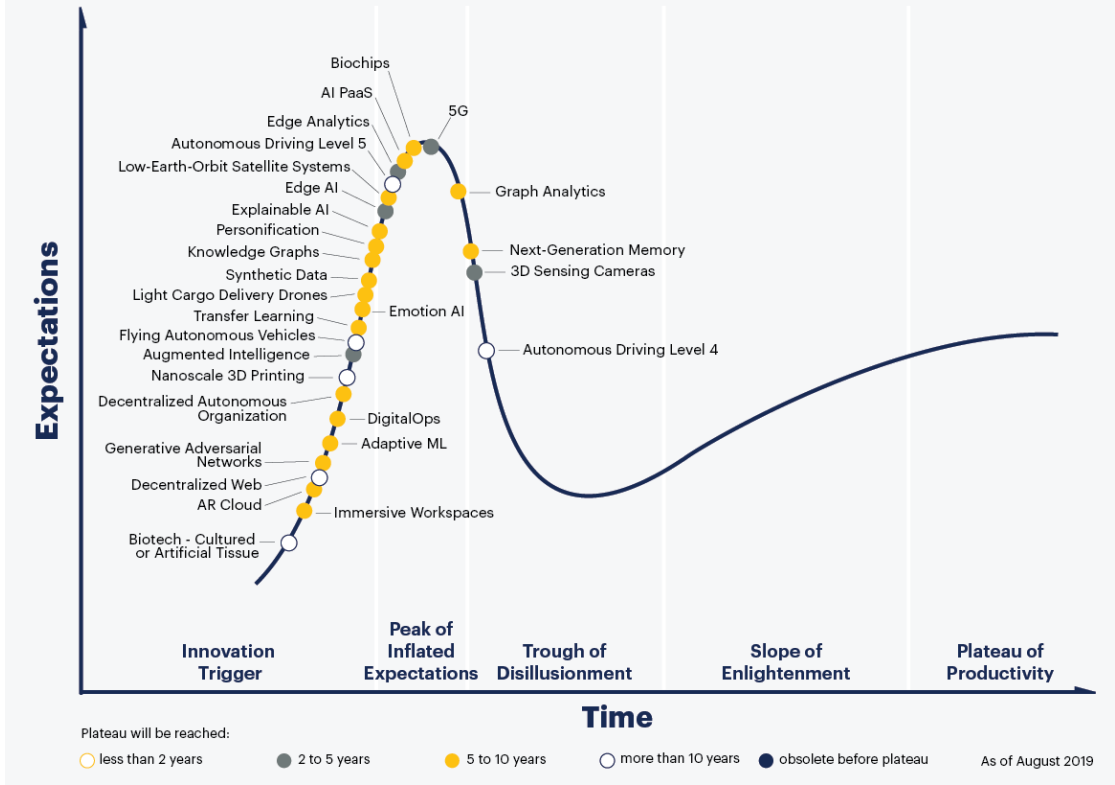 Biochips
AI PaaS
5G
Edge Analytics
Autonomous Driving Level 5
Low-Earth-Orbit Satellite Systems
Edge AI
Graph Analytics
Explainable AI
Personification
Knowledge Graphs
Next-Generation Memory
3D Sensing Cameras
Synthetic Data
Light Cargo Delivery Drones
Emotion AI
Transfer Learning
Flying Autonomous Vehicles
Autonomous Driving Level 4
Augmented Intelligence
Nanoscale 3D Printing
Decentralized Autonomous
Organization
DigitalOps
Adaptive ML
Generative Adversarial
Networks
Decentralized Web
AR Cloud
Immersive Workspaces
Biotech - Cultured
or Artificial Tissue
Expectations
Innovation
Trigger
Peak of
Inflated
Expectations
Trough of
Disillusionment
Slope of
Enlightenment
Plateau of
Productivity
Time
Plateau will be reached:
less than 2 years
2 to 5 years
5 to 10 years
more than 10 years
obsolete before plateau
As of August 2019